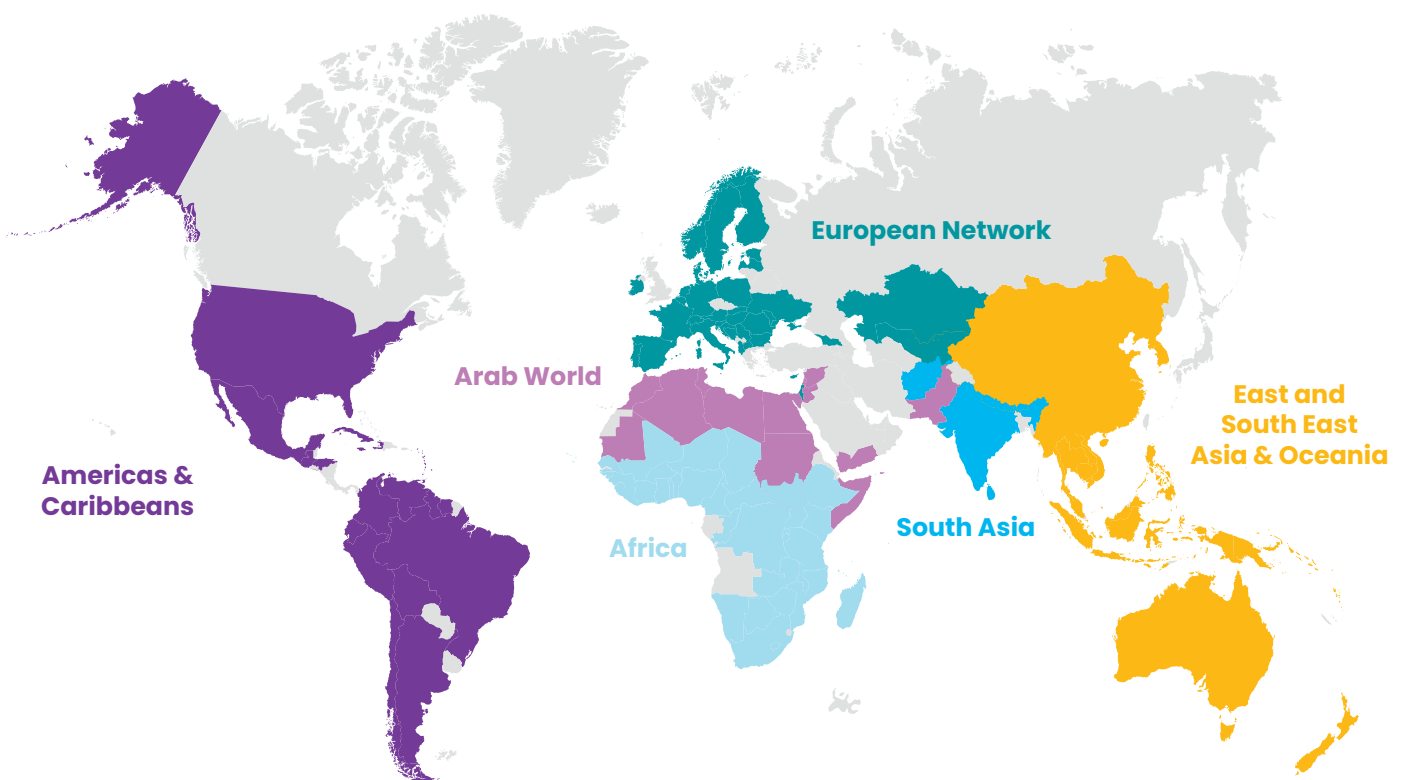 European Network
Arab World
East and
South East
Asia & Oceania
Americas &
Caribbeans
South Asia
Africa